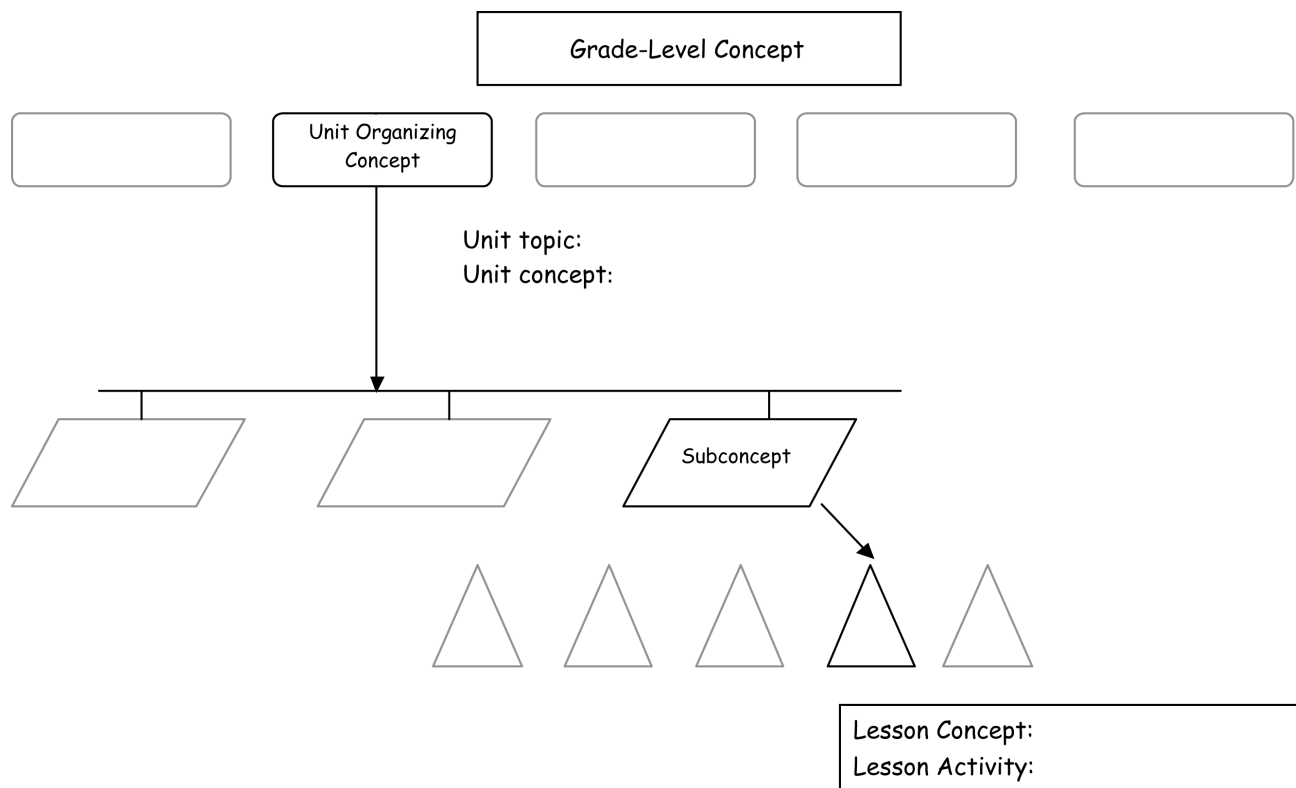 Grade-Level Concept
Unit Organizing
Concept
Unit topic:
Unit concept:
Subconcept
Lesson Concept:
Lesson Activity: